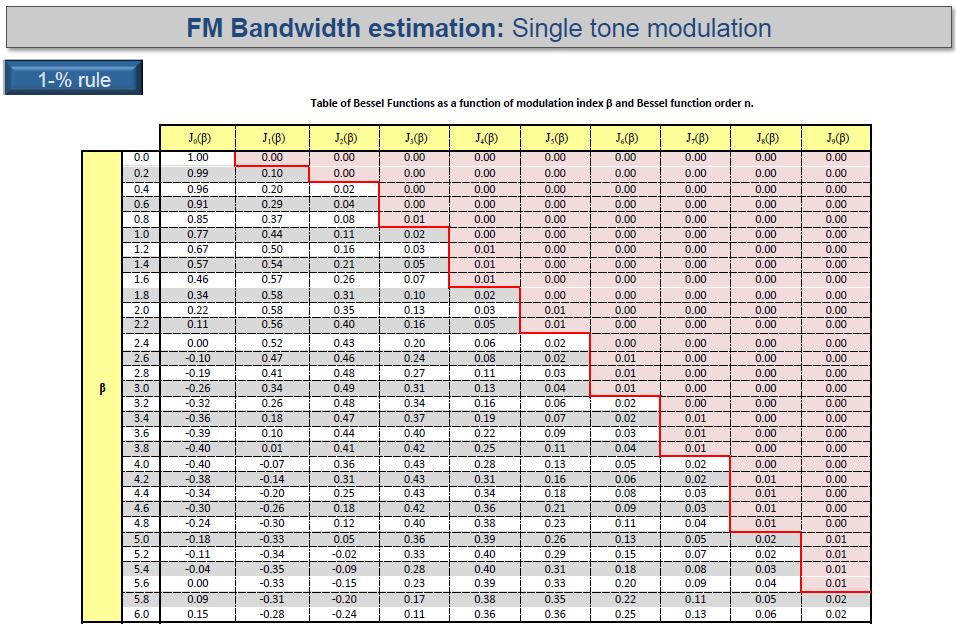 FM Bandwidth estimation: Single tone modulation
1-% rule
Table of Bessel Functions as a function of modulation index β and Bessel function order n.
J₀(β) J₁(β) J₂(β) J₃(β) J₄(β) J₅(β) J₆(β) J₇(β) J₈(β) J₉(β)
0.0 1.00 0.00 0.00 0.00 0.00 0.00 0.00 0.00 0.00 0.00
0.2 0.99 0.10 0.00 0.00 0.00 0.00 0.00 0.00 0.00 0.00
0.4 0.96 0.20 0.02 0.00 0.00 0.00 0.00 0.00 0.00 0.00
0.6 0.91 0.29 0.04 0.00 0.00 0.00 0.00 0.00 0.00 0.00
0.8 0.85 0.37 0.08 0.01 0.00 0.00 0.00 0.00 0.00 0.00
1.0 0.77 0.44 0.11 0.02 0.00 0.00 0.00 0.00 0.00 0.00
1.2 0.67 0.50 0.16 0.03 0.01 0.00 0.00 0.00 0.00 0.00
1.4 0.57 0.54 0.21 0.05 0.01 0.00 0.00 0.00 0.00 0.00
1.6 0.46 0.57 0.26 0.07 0.01 0.00 0.00 0.00 0.00 0.00
1.8 0.34 0.58 0.31 0.10 0.02 0.00 0.00 0.00 0.00 0.00
2.0 0.22 0.58 0.35 0.13 0.03 0.01 0.00 0.00 0.00 0.00
2.2 0.11 0.56 0.40 0.16 0.05 0.01 0.00 0.00 0.00 0.00
2.4 0.00 0.52 0.43 0.20 0.06 0.02 0.00 0.00 0.00 0.00
2.6 -0.10 0.47 0.46 0.24 0.08 0.02 0.01 0.00 0.00 0.00
2.8 -0.19 0.41 0.48 0.27 0.11 0.03 0.01 0.00 0.00 0.00
β 3.0 -0.26 0.34 0.49 0.31 0.13 0.04 0.01 0.00 0.00 0.00
3.2 -0.32 0.26 0.48 0.34 0.16 0.06 0.02 0.00 0.00 0.00
3.4 -0.36 0.18 0.47 0.37 0.19 0.07 0.02 0.01 0.00 0.00
3.6 -0.39 0.10 0.44 0.40 0.22 0.09 0.03 0.01 0.00 0.00
3.8 -0.40 0.01 0.41 0.42 0.25 0.11 0.04 0.01 0.00 0.00
4.0 -0.40 -0.07 0.36 0.43 0.28 0.13 0.05 0.02 0.00 0.00
4.2 -0.38 -0.14 0.31 0.43 0.31 0.16 0.06 0.02 0.01 0.00
4.4 -0.34 -0.20 0.25 0.43 0.34 0.18 0.08 0.03 0.01 0.00
4.6 -0.30 -0.26 0.18 0.42 0.36 0.21 0.09 0.03 0.01 0.00
4.8 -0.24 -0.30 0.12 0.40 0.38 0.23 0.11 0.04 0.01 0.00
5.0 -0.18 -0.33 0.05 0.36 0.39 0.26 0.13 0.05 0.02 0.01
5.2 -0.11 -0.34 -0.02 0.33 0.40 0.29 0.15 0.07 0.02 0.01
5.4 -0.04 -0.35 -0.09 0.28 0.40 0.31 0.18 0.08 0.03 0.01
5.6 0.00 -0.33 -0.15 0.23 0.39 0.33 0.20 0.09 0.04 0.01
5.8 0.09 -0.31 -0.20 0.17 0.38 0.35 0.22 0.11 0.05 0.02
6.0 0.15 -0.28 -0.24 0.11 0.36 0.36 0.25 0.13 0.06 0.02